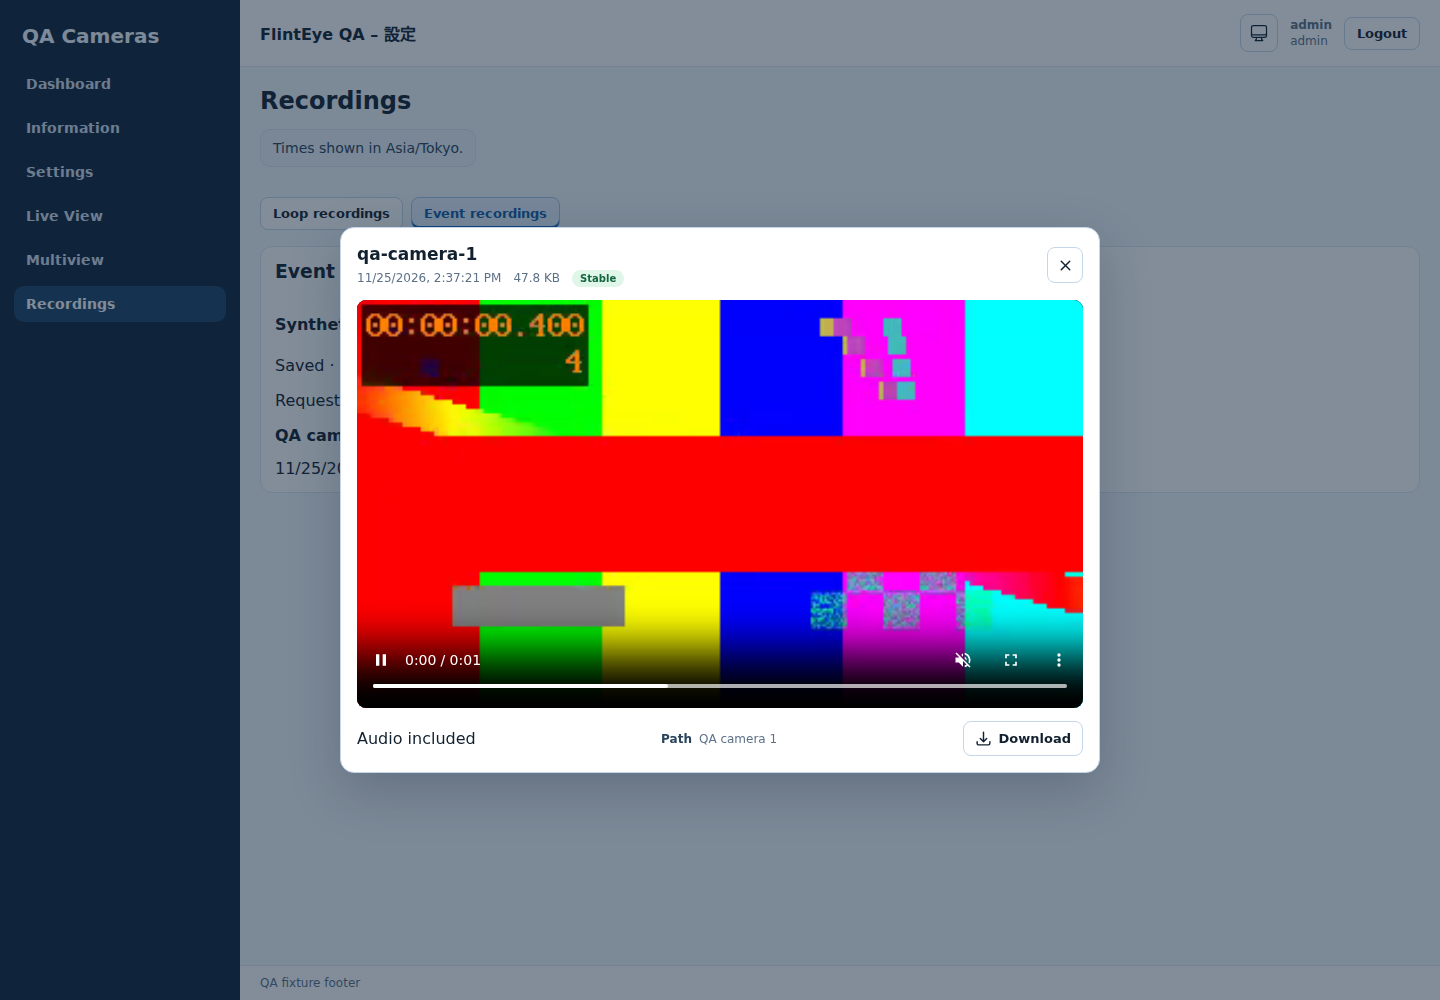 QA Cameras
Dashboard
Information
Settings
Live View
Multiview
Recordings
FlintEye QA – 設定
admin
admin
Logout
Recordings
Times shown in Asia/Tokyo.
Loop recordings
Event recordings
Event
Saved ·
Request
QA cam
11/25/20
qa-camera-1
11/25/2026, 2:37:21 PM 47.8 KB Stable
00:00:00.400
4
0:00 / 0:01
Audio included
Path QA camera 1
Download
QA fixture footer